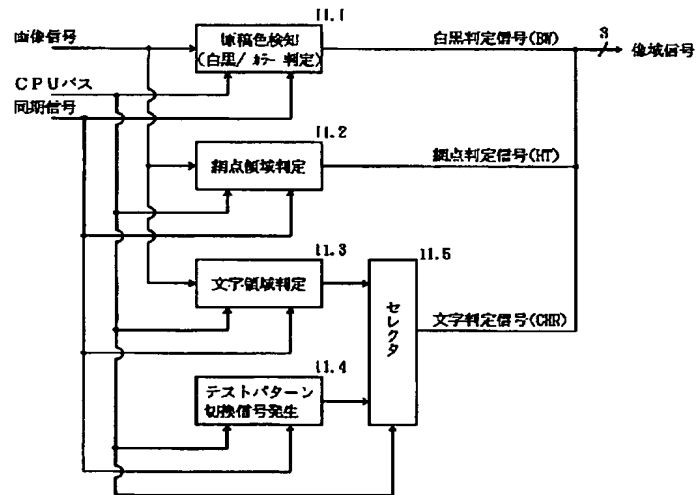 11.1
画像信号
原稿色検知
(白黒/カラー判定)
白黒判定信号(BW)
3
像域信号
CPUバス
同期信号
11.2
網点領域判定
網点判定信号(HT)
11.3
文字領域判定
11.5
セレクタ
文字判定信号(CHR)
11.4
テストパターン
切換信号発生